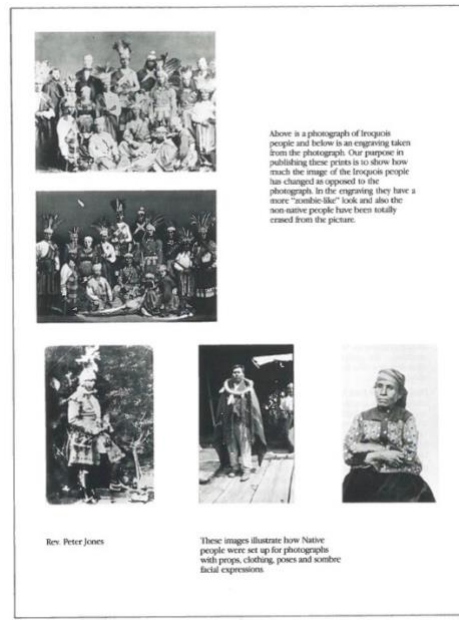 Above is a photograph of Iroquois
people and below is an engraving taken
from the photograph. Our purpose in
publishing these prints is to show how
much the image of the Iroquois people
has changed as opposed to the
photograph. In the engraving they have a
more "zombie-like" look and also the
non-native people have been totally
erased from the picture.
Rev. Peter Jones
These images illustrate how Native
people were set up for photographs
with props, clothing, poses and sombre
facial expressions.